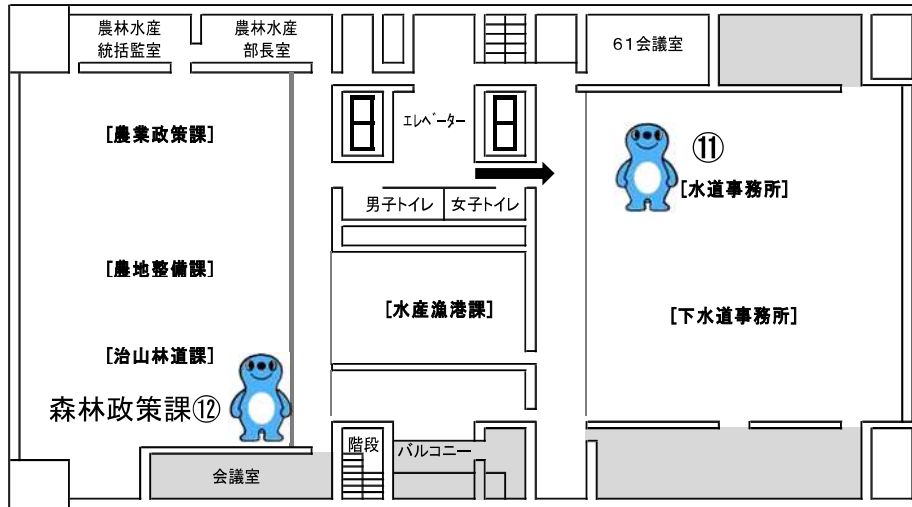 農林水産
統括監室
農林水産
部長室
61会議室
[農業政策課]
エレベーター
⑪
[水道事務所]
男子トイレ
女子トイレ
[農地整備課]
[水産漁港課]
[下水道事務所]
[治山林道課]
森林政策課⑫
階段
バルコニー
会議室